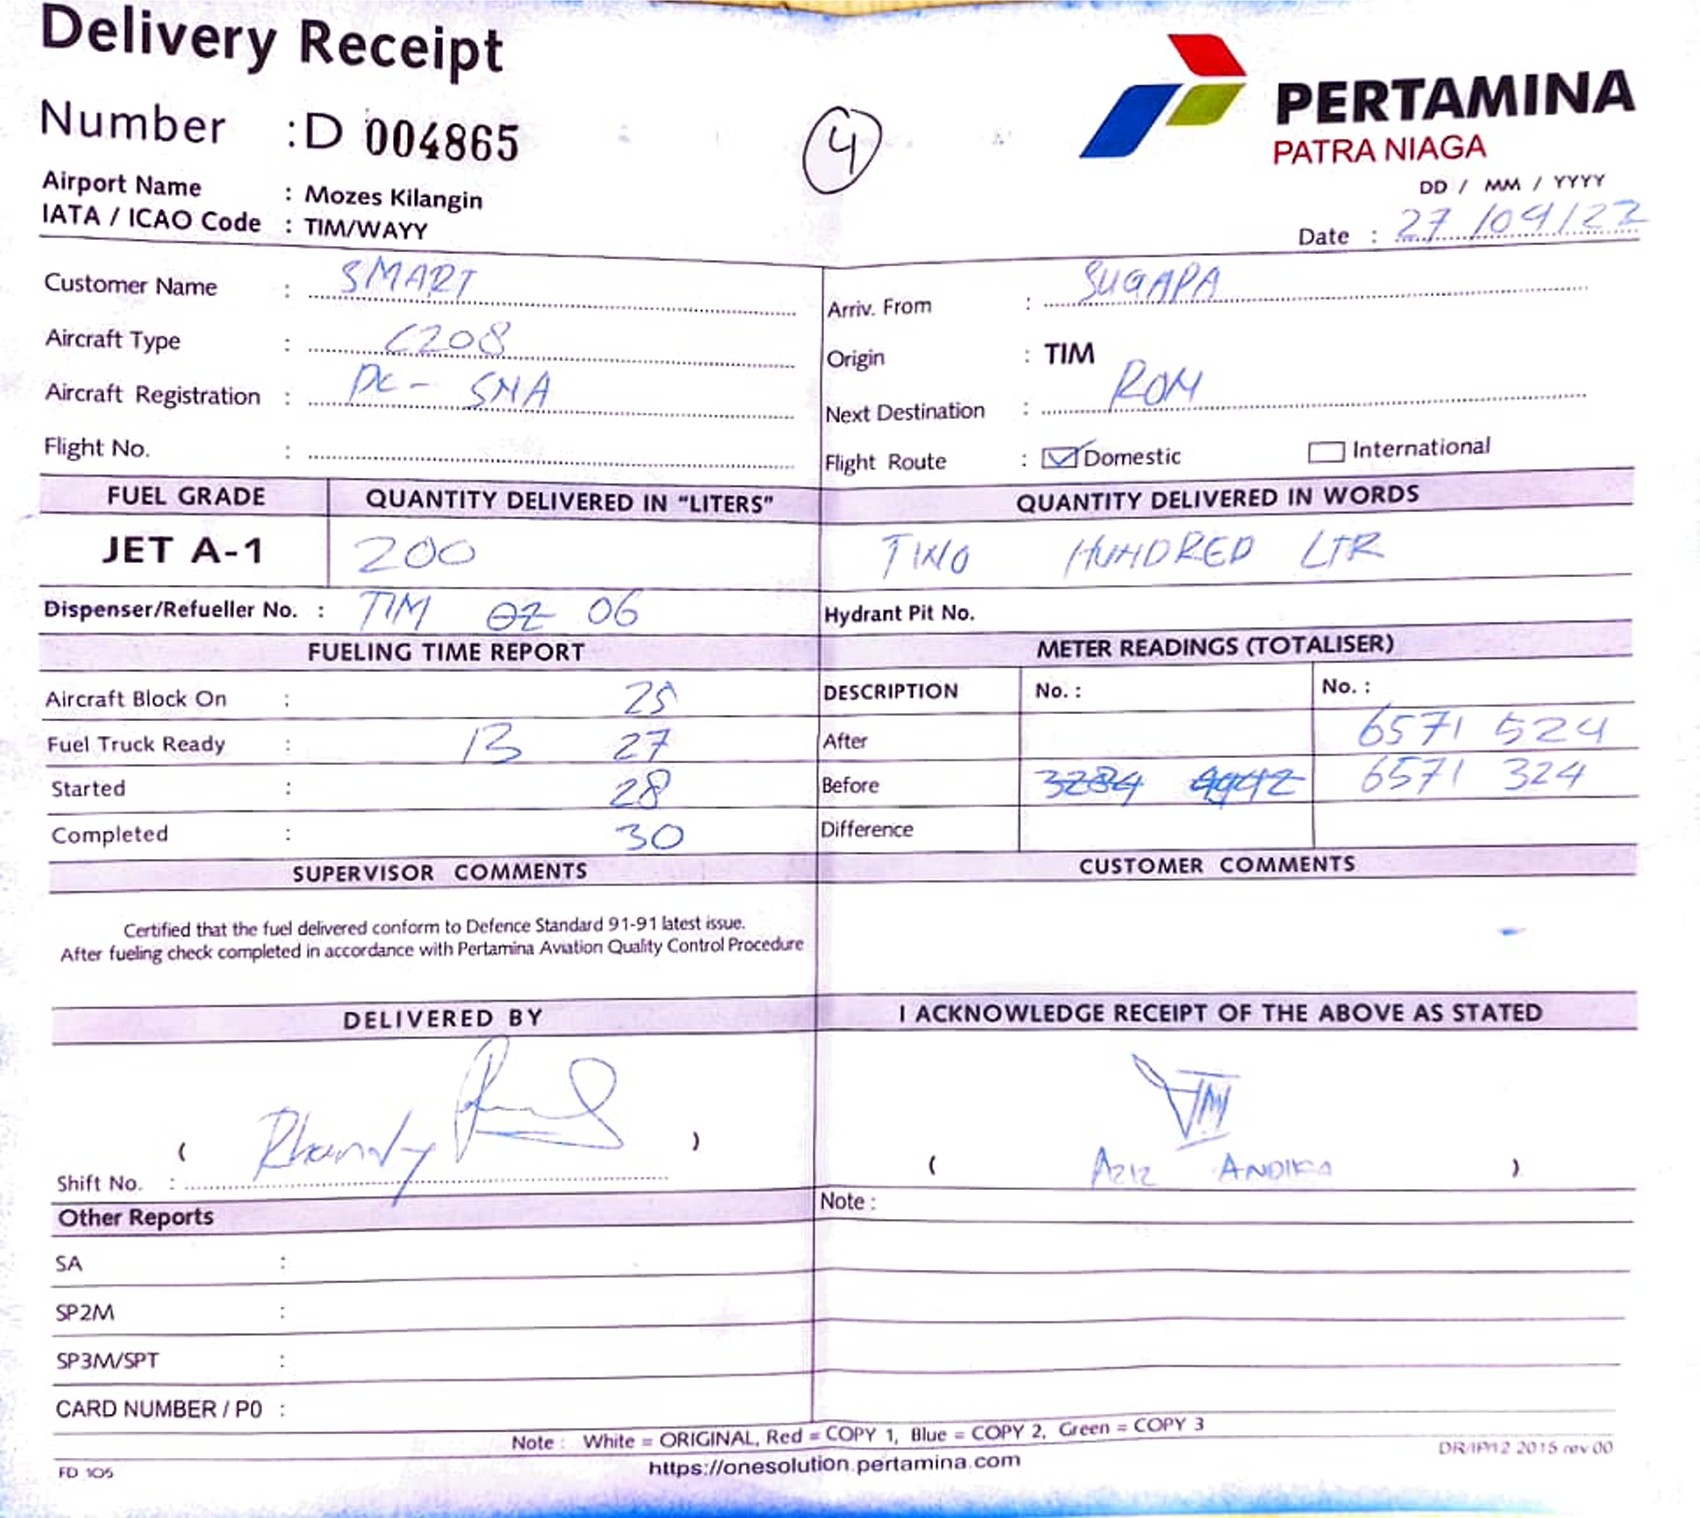 Delivery Receipt
Number :D 004865
4
PERTAMINA
PATRA NIAGA
Airport Name : Mozes Kilangin
IATA / ICAO Code : TIM/WAYY
DD / MM / YYYY
Date : 27/04/22
Customer Name : SMART
Arriv. From : SUGAPA
Aircraft Type : C208
Origin : TIM
Aircraft Registration : PK - SNA
Next Destination : ROM
Flight No. :
Flight Route : Domestic International
FUEL GRADE QUANTITY DELIVERED IN "LITERS" QUANTITY DELIVERED IN WORDS
JET A-1 200 TWO HUNDRED LTR
Dispenser/Refueller No. : TIM 06 Hydrant Pit No.
FUELING TIME REPORT METER READINGS (TOTALISER)
Aircraft Block On : 25 DESCRIPTION No. : No. :
Fuel Truck Ready : 13 27 After 6571 524
Started : 28 Before 6571 324
Completed : 30 Difference
SUPERVISOR COMMENTS CUSTOMER COMMENTS
Certified that the fuel delivered conform to Defence Standard 91-91 latest issue.
After fueling check completed in accordance with Pertamina Aviation Quality Control Procedure
DELIVERED BY I ACKNOWLEDGE RECEIPT OF THE ABOVE AS STATED
( Rhandy ) ( AZIZ ANDIKA )
Shift No. :
Note :
Other Reports
SA :
SP2M :
SP3M/SPT :
CARD NUMBER / P0 :
Note : White = ORIGINAL, Red = COPY 1, Blue = COPY 2, Green = COPY 3
FD 105 https://onesolution.pertamina.com DR/IP/12 2015 rev 00